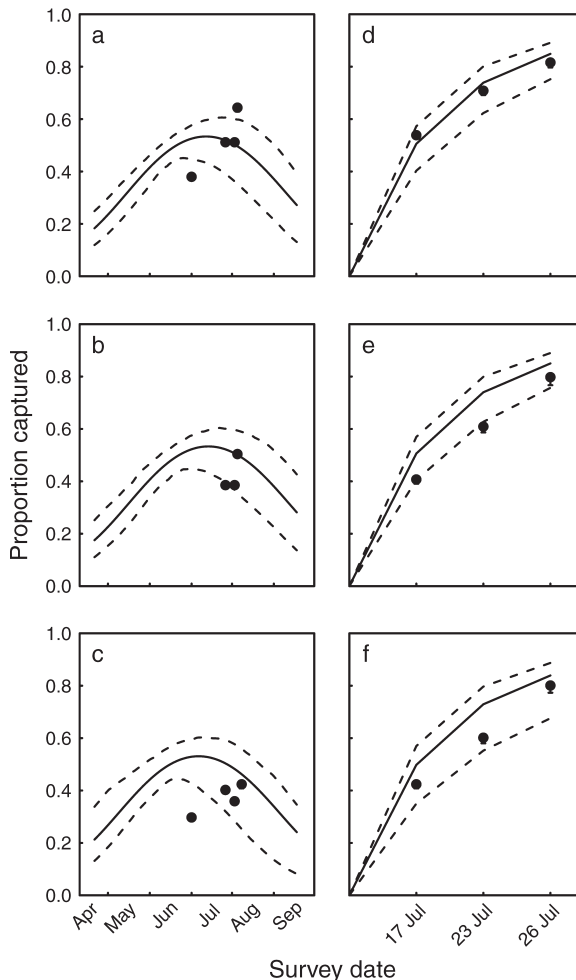 a
1.0
0.8
0.6
0.4
0.2
0.0
d
b
1.0
0.8
0.6
0.4
0.2
0.0
e
Proportion captured
c
1.0
0.8
0.6
0.4
0.2
0.0
f
Apr May Jun Jul Aug Sep
17 Jul 23 Jul 26 Jul
Survey date